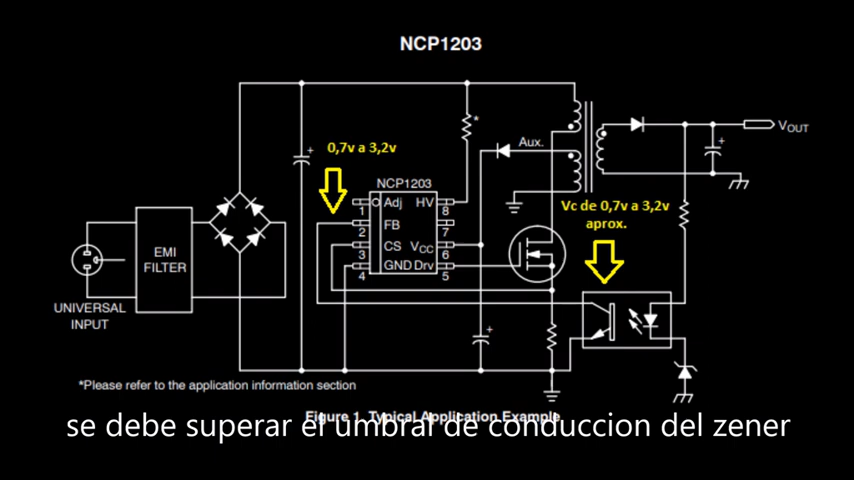 NCP1203
0,7v a 3,2v
Aux.
VOUT
NCP1203
Adj HV
1 8
FB
2 7
CS VCC
3 6
GND Drv
4 5
Vc de 0,7v a 3,2v
aprox.
EMI
FILTER
UNIVERSAL
INPUT
*
+
+
+
*Please refer to the application information section
Figure 1. Typical Application Example
se debe superar el umbral de conduccion del zener